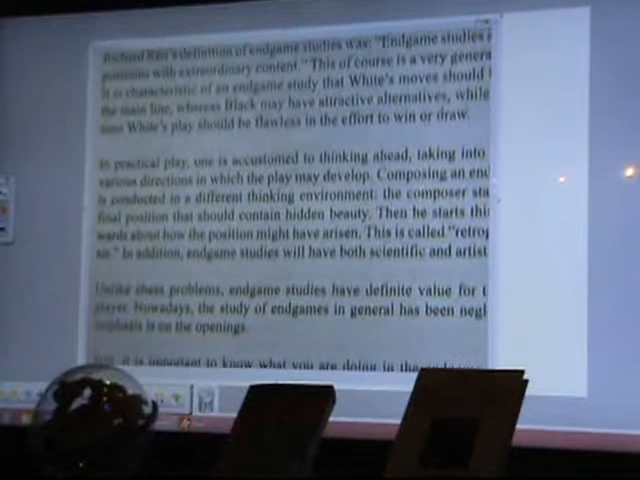 Richard Réti's definition of endgame studies was: "Endgame studies a
positions with extraordinary content." This of course is a very genera
It is characteristic of an endgame study that White's moves should
the main line, whereas Black may have attractive alternatives, while
White's play should be flawless in the effort to win or draw.
In practical play, one is accustomed to thinking ahead, taking into
various directions in which the play may develop. Composing an end
is conducted in a different thinking environment: the composer sta
final position that should contain hidden beauty. Then he starts thin
wards about how the position might have arisen. This is called "retrog
sis." In addition, endgame studies will have both scientific and artist
Unlike chess problems, endgame studies have definite value for t
player. Nowadays, the study of endgames in general has been negl
emphasis is on the openings.
it is important to know what you are doing in the